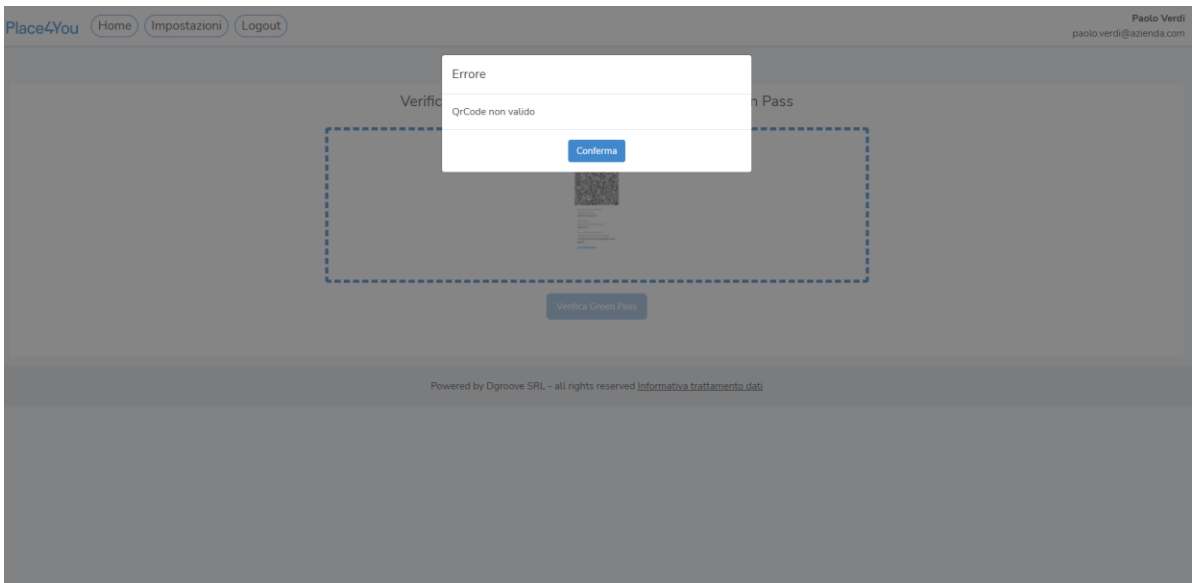 Place4You Home Impostazioni Logout
Paolo Verdi
paolo.verdi@azienda.com
Errore
Verific n Pass
QrCode non valido
Conferma
Verifica Green Pass
Powered by Dgroove SRL - all rights reserved Informativa trattamento dati